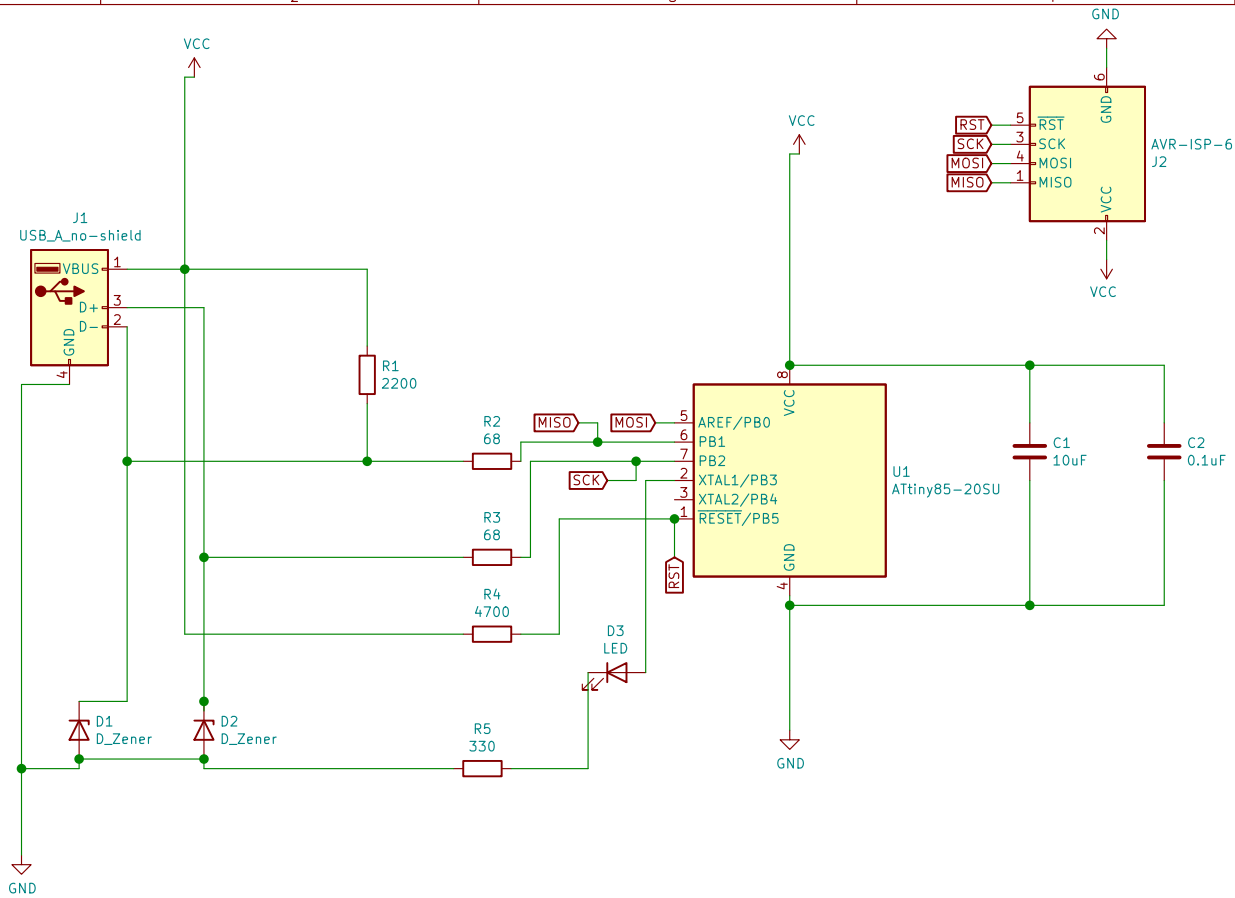 VCC
GND
6
GND
RST 5 RST
SCK 3 SCK
MOSI 4 MOSI
MISO 1 MISO
AVR-ISP-6
J2
VCC
2
VCC
VCC
J1
USB_A_no-shield
VBUS 1
D+ 3
D- 2
GND
4
R1
2200
R2
68
MISO
MOSI
SCK
R3
68
R4
4700
RST
8
VCC
5 AREF/PB0
6 PB1
7 PB2
2 XTAL1/PB3
3 XTAL2/PB4
1 RESET/PB5
GND
4
U1
ATtiny85-20SU
C1
10uF
C2
0.1uF
D3
LED
D1
D_Zener
D2
D_Zener
R5
330
GND
GND